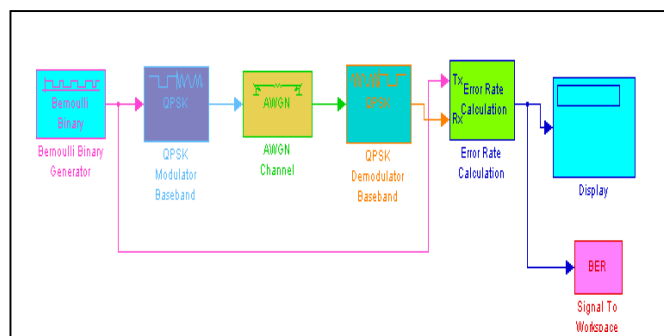 Bernoulli
Binary
Bernoulli Binary
Generator
QPSK
QPSK
Modulator
Baseband
AWGN
AWGN
Channel
QPSK
QPSK
Demodulator
Baseband
Tx
Rx
Error Rate
Calculation
Error Rate
Calculation
Display
BER
Signal To
Workspace